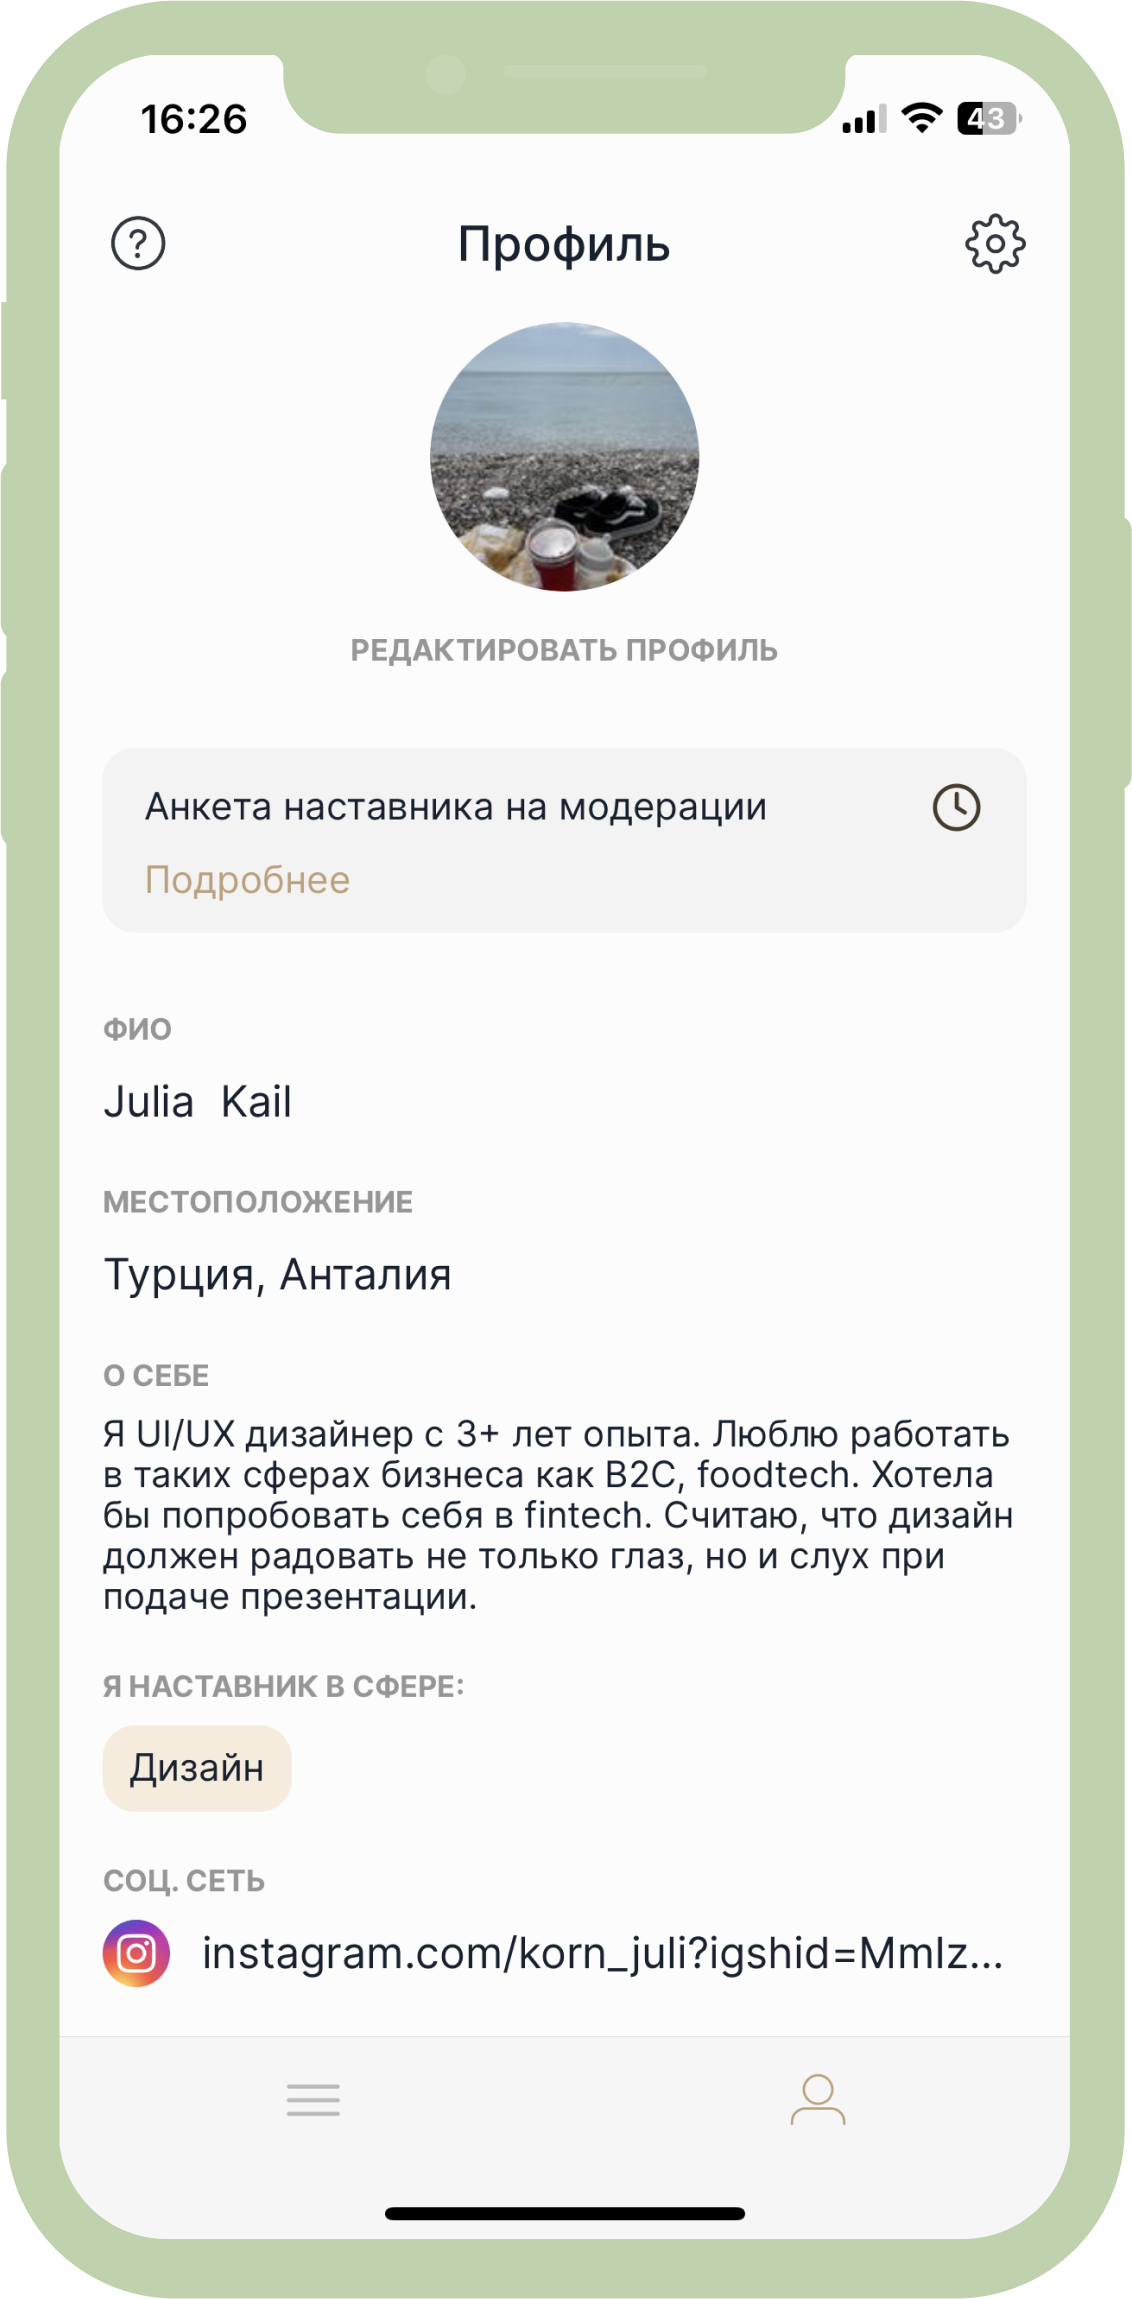 16:26
43
Профиль
РЕДАКТИРОВАТЬ ПРОФИЛЬ
Анкета наставника на модерации
Подробнее
ФИО
Julia Kail
МЕСТОПОЛОЖЕНИЕ
Турция, Анталия
О СЕБЕ
Я UI/UX дизайнер с 3+ лет опыта. Люблю работать
в таких сферах бизнеса как B2C, foodtech. Хотела
бы попробовать себя в fintech. Считаю, что дизайн
должен радовать не только глаз, но и слух при
подаче презентации.
Я НАСТАВНИК В СФЕРЕ:
Дизайн
СОЦ. СЕТЬ
instagram.com/korn_juli?igshid=MmIz...